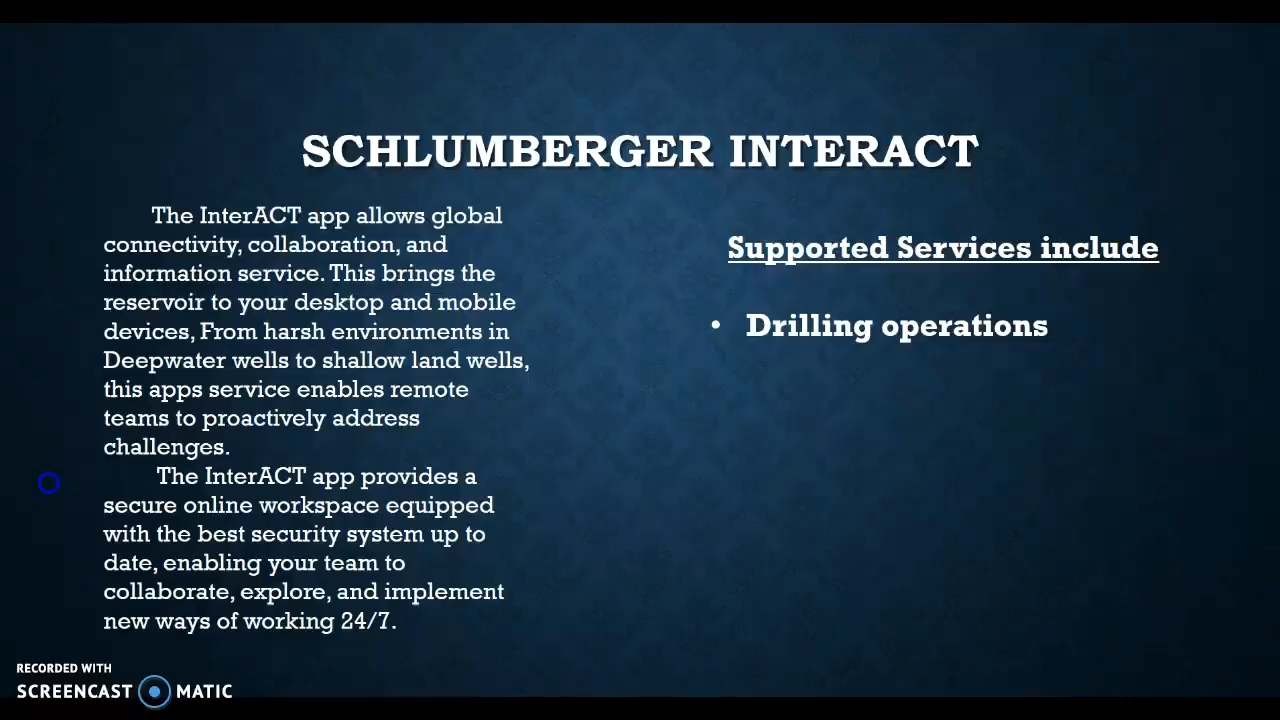 SCHLUMBERGER INTERACT
The InterACT app allows global
connectivity, collaboration, and
information service. This brings the
reservoir to your desktop and mobile
devices, From harsh environments in
Deepwater wells to shallow land wells,
this apps service enables remote
teams to proactively address
challenges.
The InterACT app provides a
secure online workspace equipped
with the best security system up to
date, enabling your team to
collaborate, explore, and implement
new ways of working 24/7.
Supported Services include
• Drilling operations
RECORDED WITH
SCREENCAST MATIC